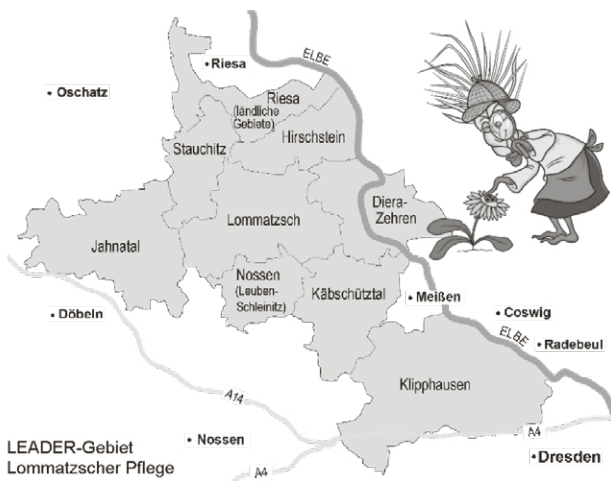 ELBE
Riesa
Oschatz
Riesa
(ländliche
Gebiete)
Hirschstein
Stauchitz
Diera-
Zehren
Lommatzsch
Jahnatal
Nossen
(Leuben-
Schleinitz)
Käbschütztal
Meißen
Coswig
Döbeln
ELBE
Radebeul
Klipphausen
A14
A4
Nossen
LEADER-Gebiet
Lommatzscher Pflege
A4
Dresden